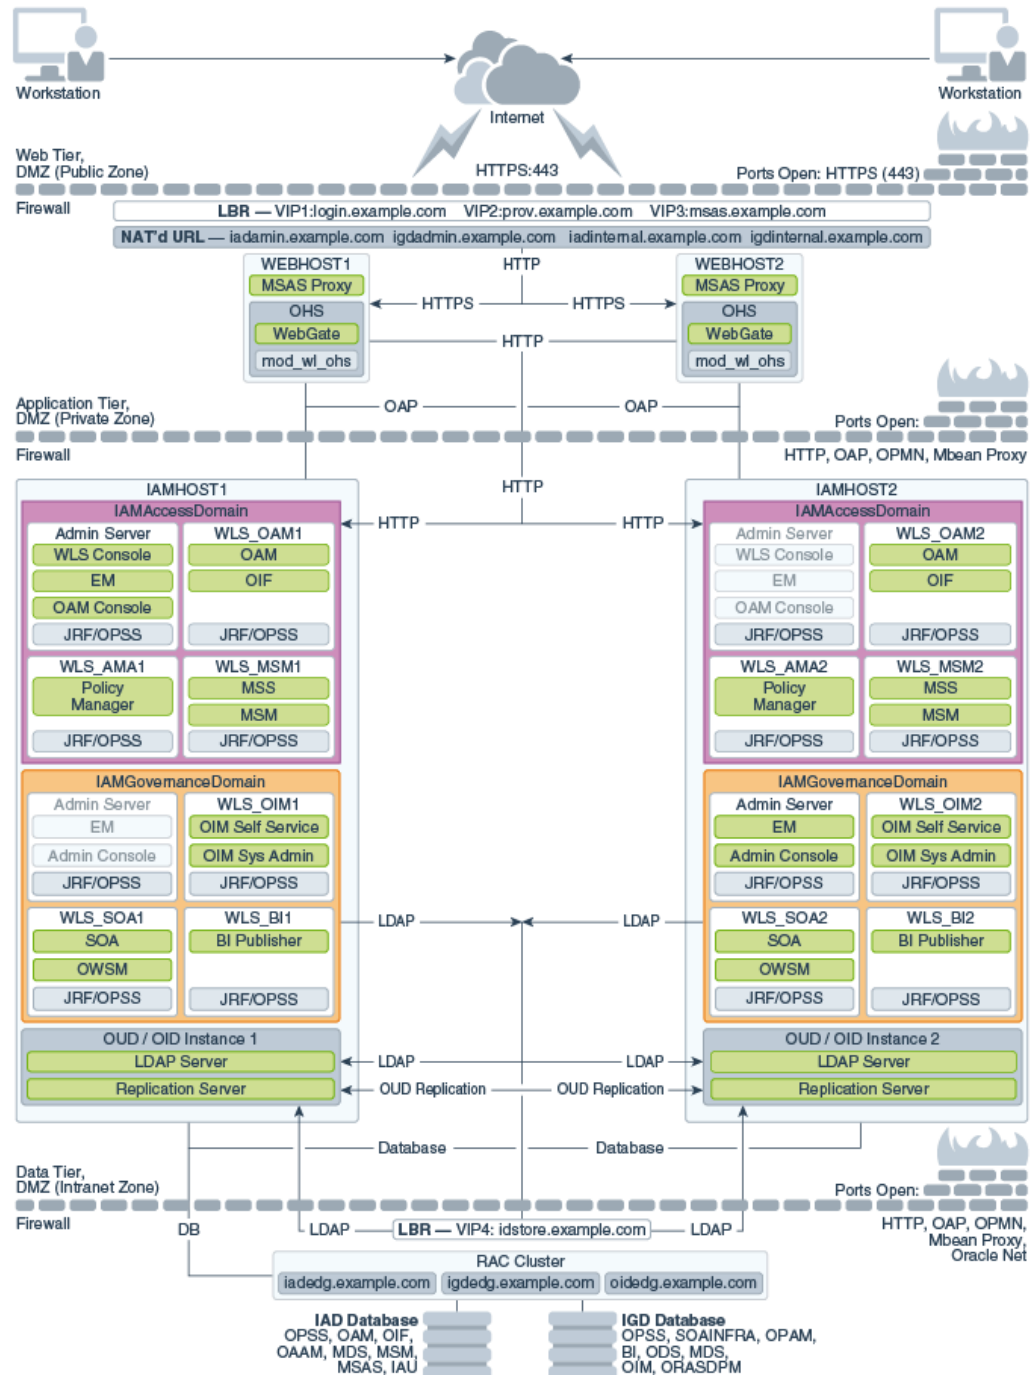 Workstation
Internet
Workstation
Web Tier,
DMZ (Public Zone)
HTTPS:443
Ports Open: HTTPS (443)
Firewall
LBR — VIP1:login.example.com VIP2:prov.example.com VIP3:msas.example.com
NAT'd URL — iadamin.example.com igdadmin.example.com iadinternal.example.com igdinternal.example.com
WEBHOST1
HTTP
WEBHOST2
MSAS Proxy
MSAS Proxy
HTTPS
HTTPS
OHS
OHS
WebGate
WebGate
HTTP
mod_wl_ohs
mod_wl_ohs
Application Tier,
DMZ (Private Zone)
OAP
OAP
Ports Open:
Firewall
HTTP, OAP, OPMN, Mbean Proxy
HTTP
IAMHOST1
IAMHOST2
IAMAccessDomain
IAMAccessDomain
HTTP
HTTP
Admin Server
WLS_OAM1
Admin Server
WLS_OAM2
WLS Console
OAM
WLS Console
OAM
EM
OIF
EM
OIF
OAM Console
OAM Console
JRF/OPSS
JRF/OPSS
JRF/OPSS
JRF/OPSS
WLS_AMA1
WLS_MSM1
WLS_AMA2
WLS_MSM2
Policy
Manager
MSS
Policy
Manager
MSS
MSM
MSM
JRF/OPSS
JRF/OPSS
JRF/OPSS
JRF/OPSS
IAMGovernanceDomain
IAMGovernanceDomain
Admin Server
WLS_OIM1
Admin Server
WLS_OIM2
EM
OIM Self Service
EM
OIM Self Service
Admin Console
OIM Sys Admin
Admin Console
OIM Sys Admin
JRF/OPSS
JRF/OPSS
JRF/OPSS
JRF/OPSS
WLS_SOA1
WLS_BI1
LDAP
LDAP
WLS_SOA2
WLS_BI2
SOA
BI Publisher
SOA
BI Publisher
OWSM
OWSM
JRF/OPSS
JRF/OPSS
JRF/OPSS
JRF/OPSS
OUD / OID Instance 1
OUD / OID Instance 2
LDAP Server
LDAP
LDAP
LDAP Server
Replication Server
OUD Replication
OUD Replication
Replication Server
Database
Database
Data Tier,
DMZ (Intranet Zone)
Ports Open:
Firewall
DB
LDAP
LBR — VIP4: idstore.example.com
LDAP
HTTP, OAP, OPMN,
Mbean Proxy,
Oracle Net
RAC Cluster
iadedg.example.com
igdedg.example.com
oidedg.example.com
IAD Database
OPSS, OAM, OIF,
OAAM, MDS, MSM,
MSAS, IAU
IGD Database
OPSS, SOAINFRA, OPAM,
BI, ODS, MDS,
OIM, ORASDPM